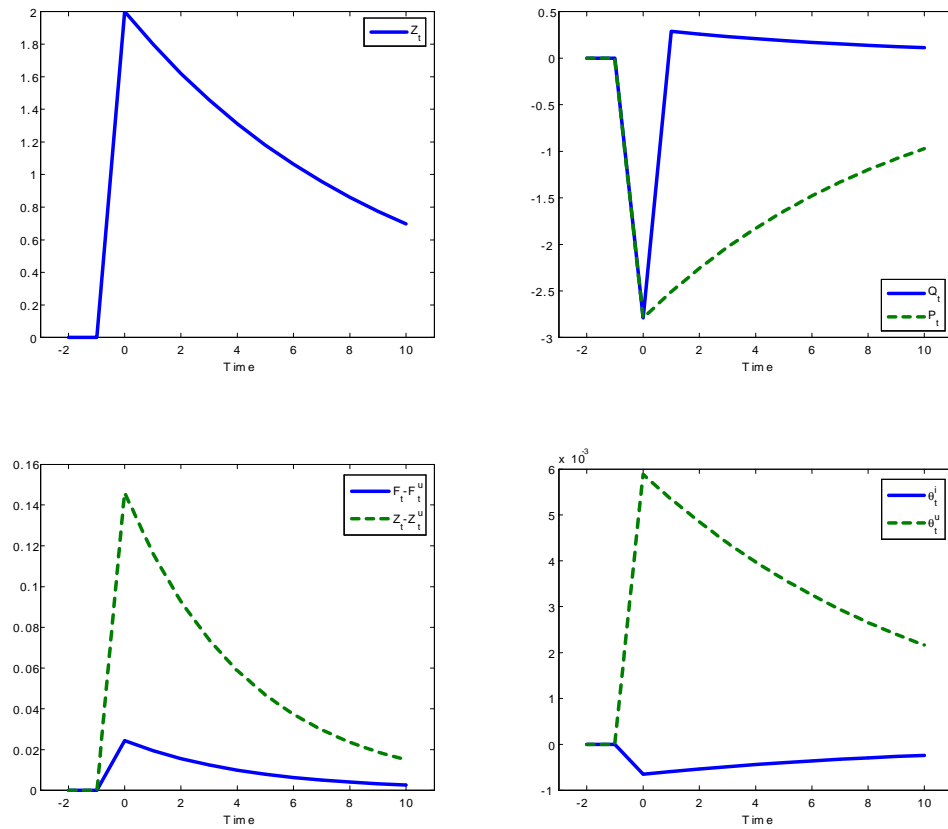 2
1.8
1.6
1.4
1.2
1
0.8
0.6
0.4
0.2
0
-2 0 2 4 6 8 10
Time
Z_t
0.5
0
-0.5
-1
-1.5
-2
-2.5
-3
-2 0 2 4 6 8 10
Time
Q_t
P_t
0.16
0.14
0.12
0.1
0.08
0.06
0.04
0.02
0
-2 0 2 4 6 8 10
Time
F_t-F_t^u
Z_t-Z_t^u
x 10^-3
6
5
4
3
2
1
0
-1
-2 0 2 4 6 8 10
Time
θ_t^i
θ_t^u